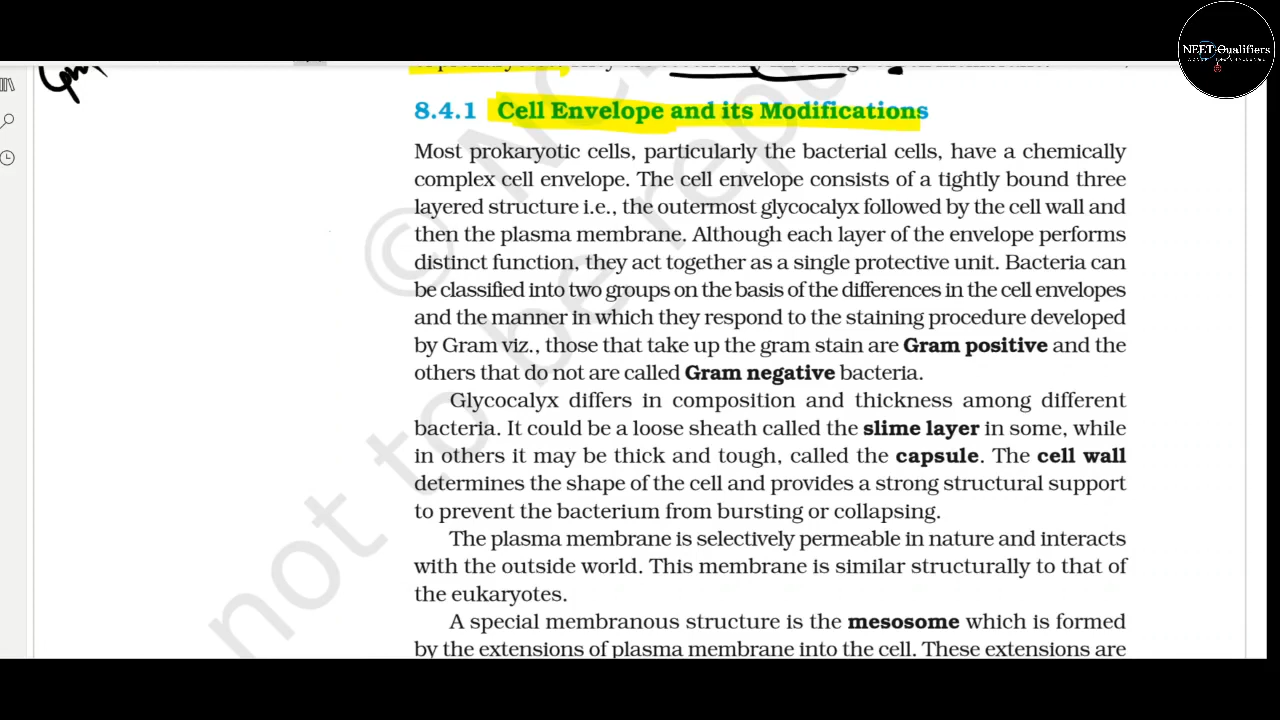 NEET Qualifiers
8.4.1 Cell Envelope and its Modifications
Most prokaryotic cells, particularly the bacterial cells, have a chemically
complex cell envelope. The cell envelope consists of a tightly bound three
layered structure i.e., the outermost glycocalyx followed by the cell wall and
then the plasma membrane. Although each layer of the envelope performs
distinct function, they act together as a single protective unit. Bacteria can
be classified into two groups on the basis of the differences in the cell envelopes
and the manner in which they respond to the staining procedure developed
by Gram viz., those that take up the gram stain are Gram positive and the
others that do not are called Gram negative bacteria.
Glycocalyx differs in composition and thickness among different
bacteria. It could be a loose sheath called the slime layer in some, while
in others it may be thick and tough, called the capsule. The cell wall
determines the shape of the cell and provides a strong structural support
to prevent the bacterium from bursting or collapsing.
The plasma membrane is selectively permeable in nature and interacts
with the outside world. This membrane is similar structurally to that of
the eukaryotes.
A special membranous structure is the mesosome which is formed
by the extensions of plasma membrane into the cell. These extensions are
©
not to be